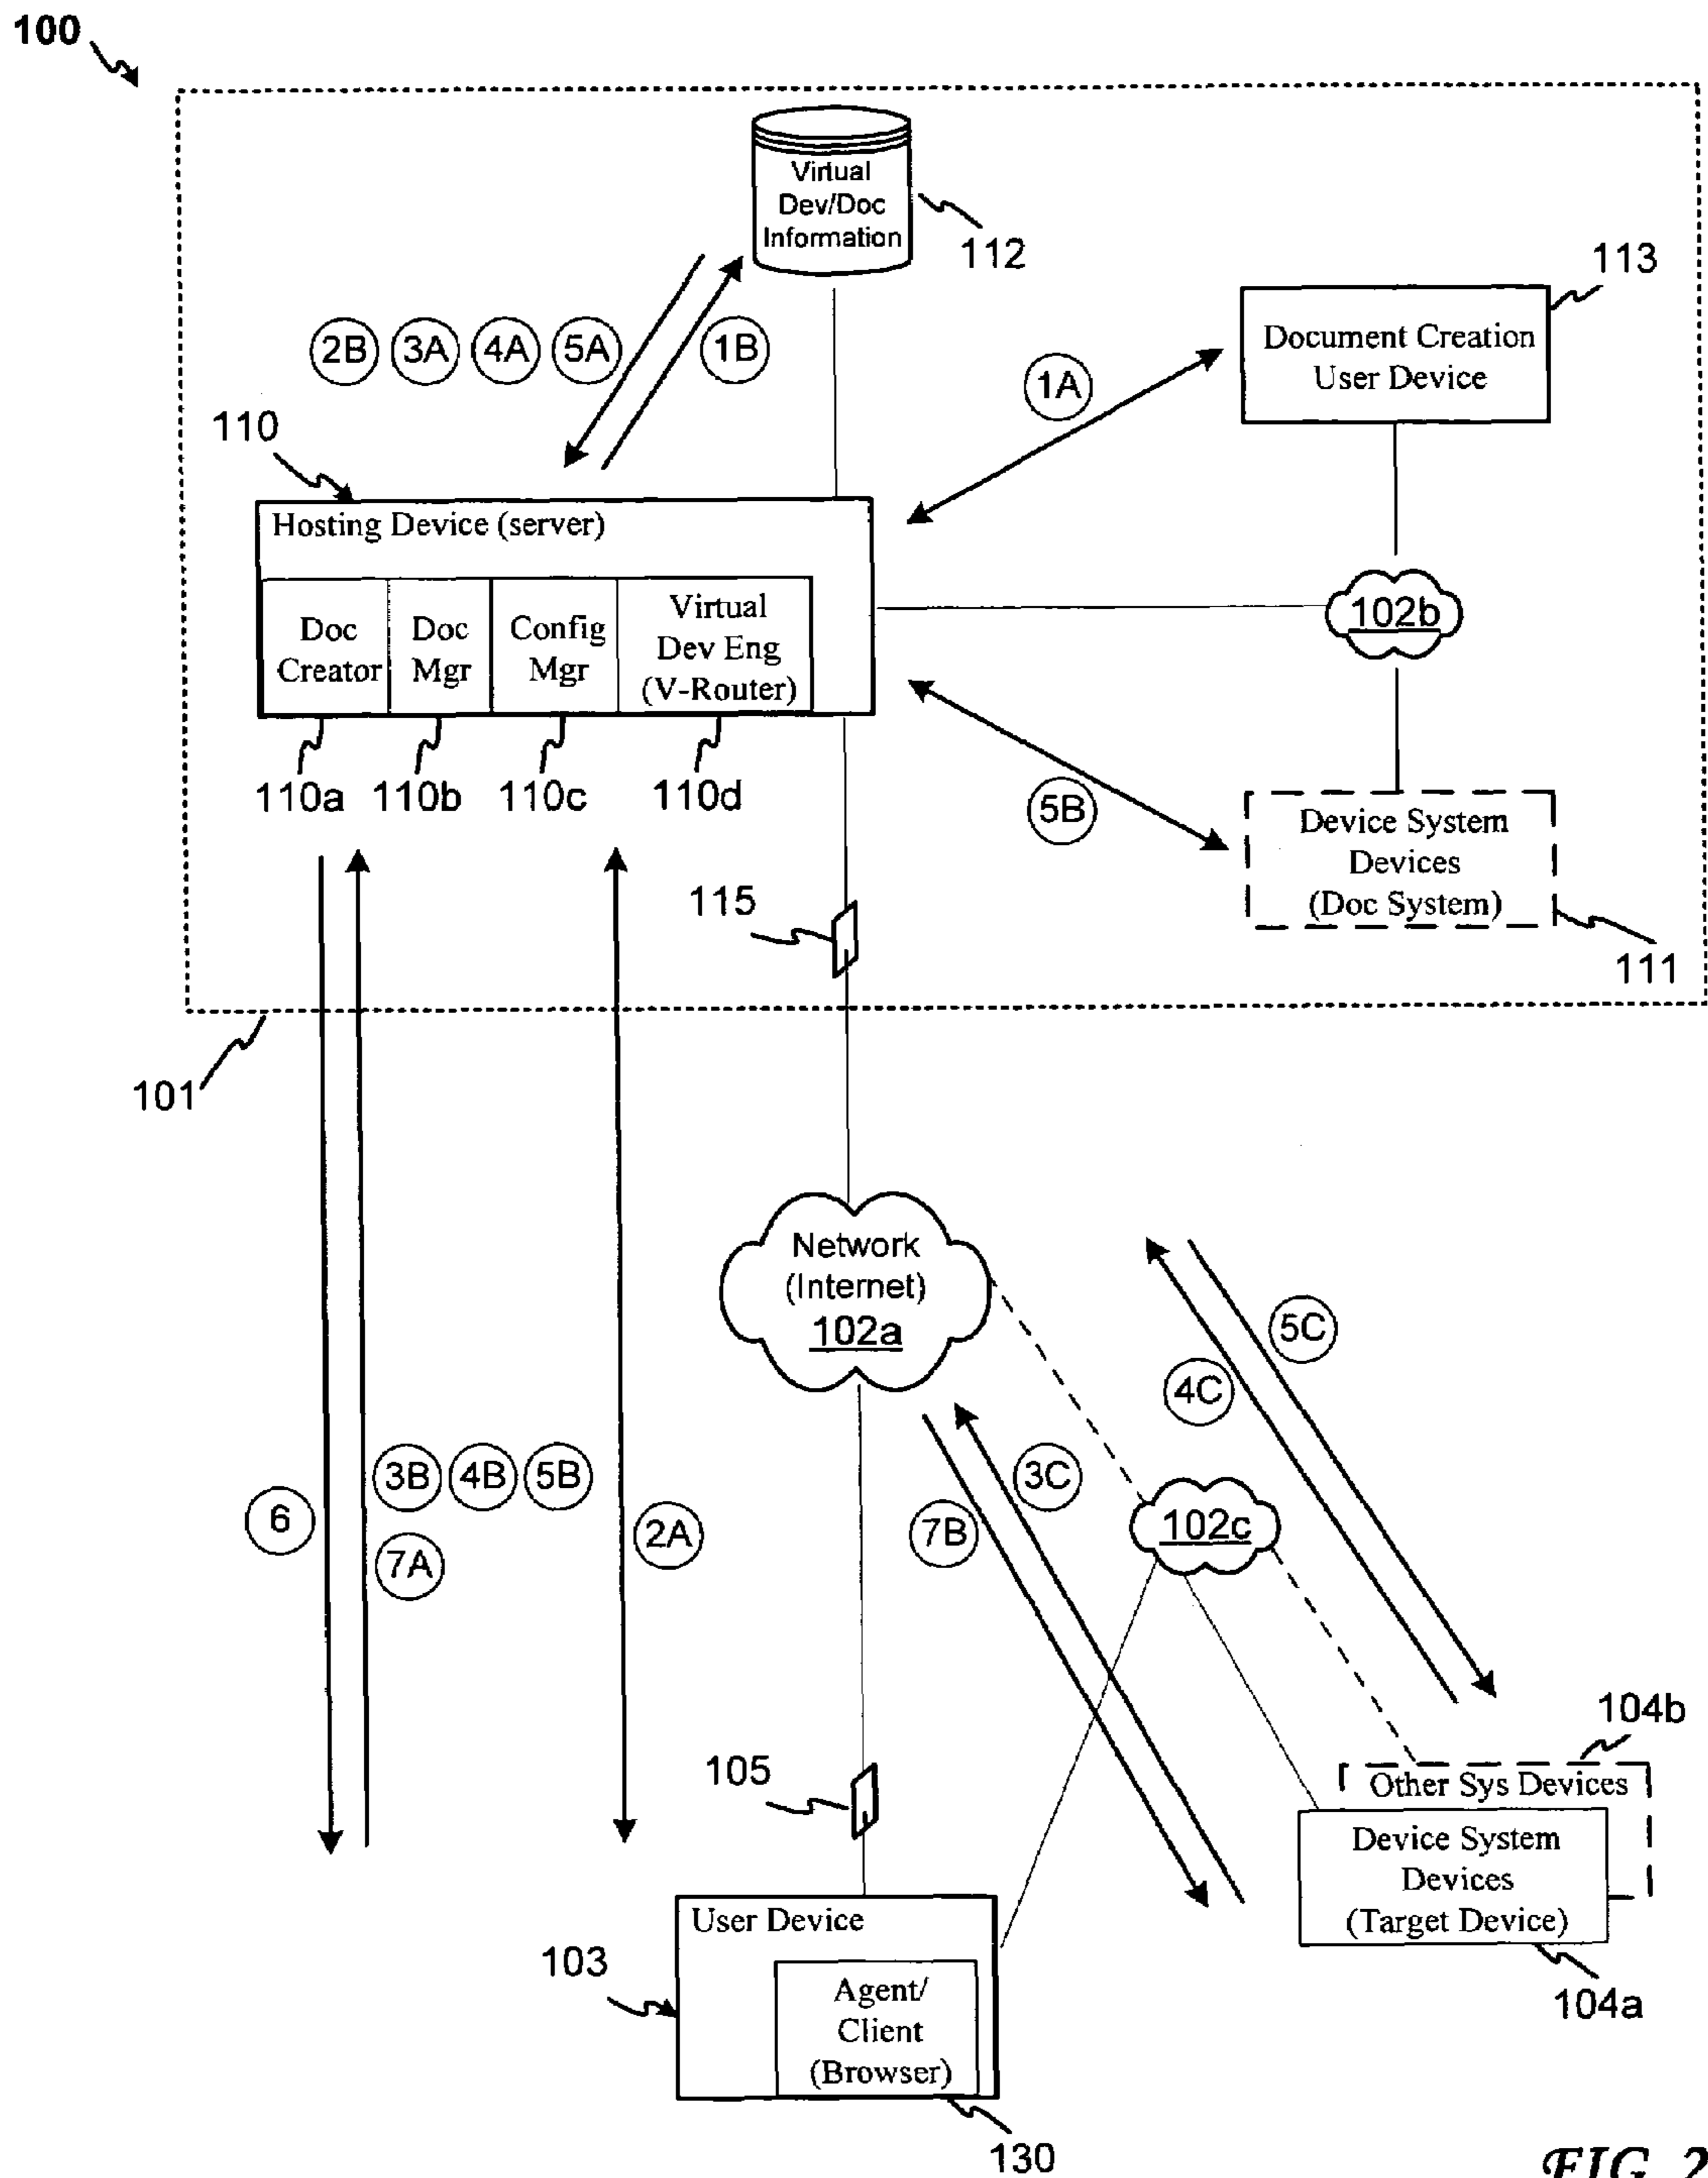 100
Virtual
Dev/Doc
Information
112
113
Document Creation
User Device
2B 3A 4A 5A
1B
1A
110
Hosting Device (server)
Doc
Creator
Doc
Mgr
Config
Mgr
Virtual
Dev Eng
(V-Router)
102b
110a 110b 110c 110d
5B
Device System
Devices
(Doc System)
115
111
101
Network
(Internet)
102a
5C
4C
3B 4B 5B
3C
6
7A
2A
7B
102c
104b
105
Other Sys Devices
Device System
Devices
(Target Device)
User Device
103
Agent/
Client
(Browser)
104a
130
FIG. 2